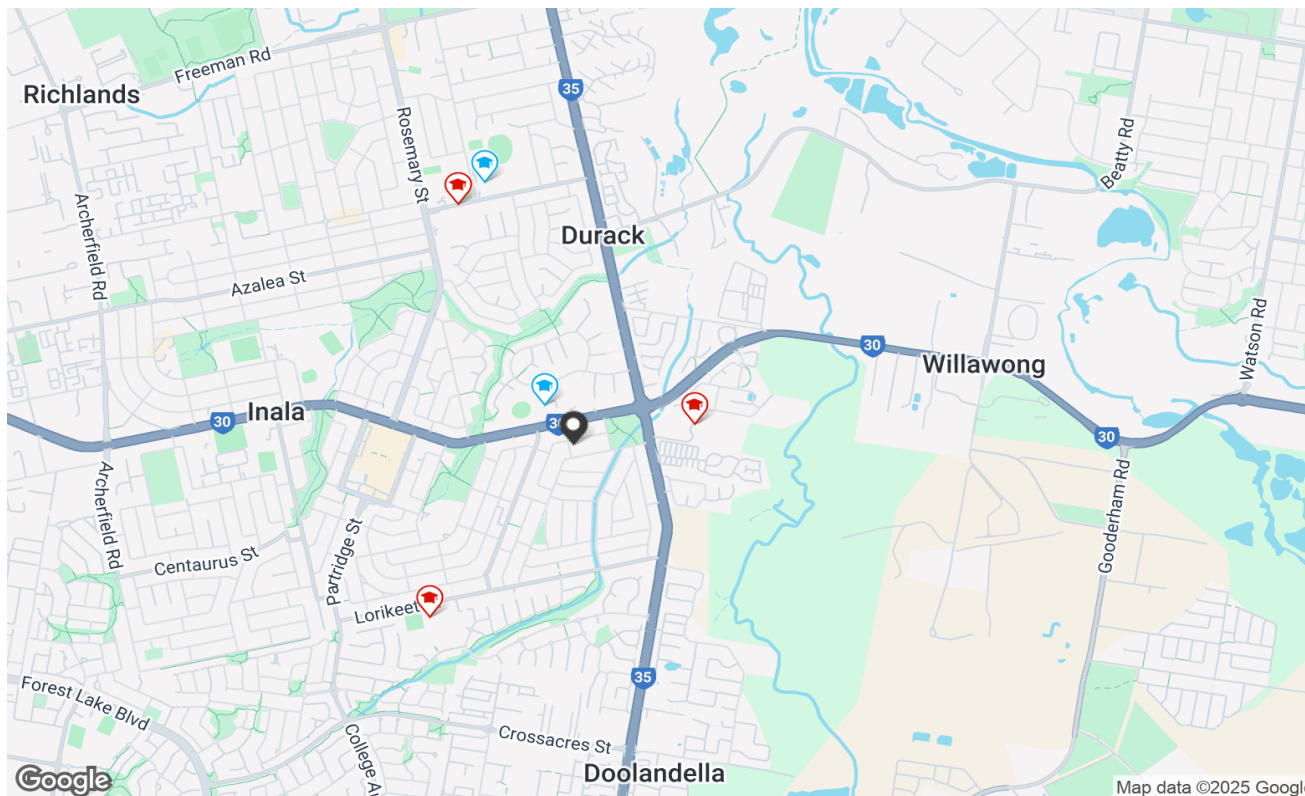 Richlands
Freeman Rd
35
Rosemary St
Beatty Rd
Archerfield Rd
Durack
Azalea St
Watson Rd
30
Willawong
Inala
30
30
30
Archerfield Rd
Gooderham Rd
Partridge St
Centaurus St
Lorikeet
35
Forest Lake Blvd
College Av
Crossacres St
Doolandella
Google
Map data ©2025 Google